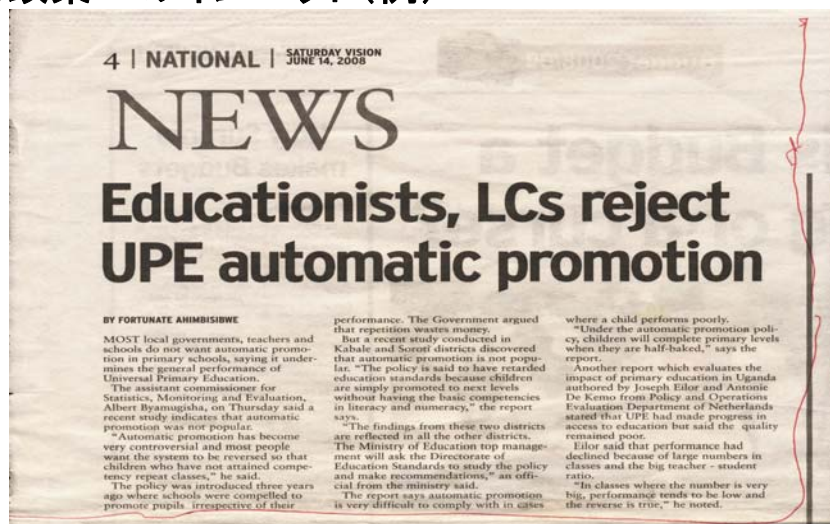 4 | NATIONAL | SATURDAY VISION
JUNE 14, 2008
NEWS
Educationists, LCs reject
UPE automatic promotion
BY FORTUNATE AHIMBISIBWE
MOST local governments, teachers and
schools do not want automatic promo-
tion in primary schools, saying it under-
mines the general performance of
Universal Primary Education.
The assistant commissioner for
Statistics, Monitoring and Evaluation,
Albert Byamugisha, on Thursday said a
recent study indicates that automatic
promotion was not popular.
"Automatic promotion has become
very controversial and most people
want the system to be reversed so that
children who have not attained compe-
tency repeat classes," he said.
The policy was introduced three years
ago where schools were compelled to
promote pupils irrespective of their
performance. The Government argued
that repetition wastes money.
But a recent study conducted in
Kabale and Soroti districts discovered
that automatic promotion is not popu-
lar. "The policy is said to have retarded
education standards because children
are simply promoted to next levels
without having the basic competencies
in literacy and numeracy," the report
says.
"The findings from these two districts
are reflected in all the other districts.
The Ministry of Education top manage-
ment will ask the Directorate of
Education Standards to study the policy
and make recommendations," an offi-
cial from the ministry said.
The report says automatic promotion
is very difficult to comply with in cases
where a child performs poorly.
"Under the automatic promotion poli-
cy, children will complete primary levels
when they are half-baked," says the
report.
Another report which evaluates the
impact of primary education in Uganda
authored by Joseph Eilor and Antonie
De Kemo from Policy and Operations
Evaluation Department of Netherlands
stated that UPE had made progress in
access to education but said the quality
remained poor.
Eilor said that performance had
declined because of large numbers in
classes and the big teacher - student
ratio.
"In classes where the number is very
big, performance tends to be low and
the reverse is true," he noted.